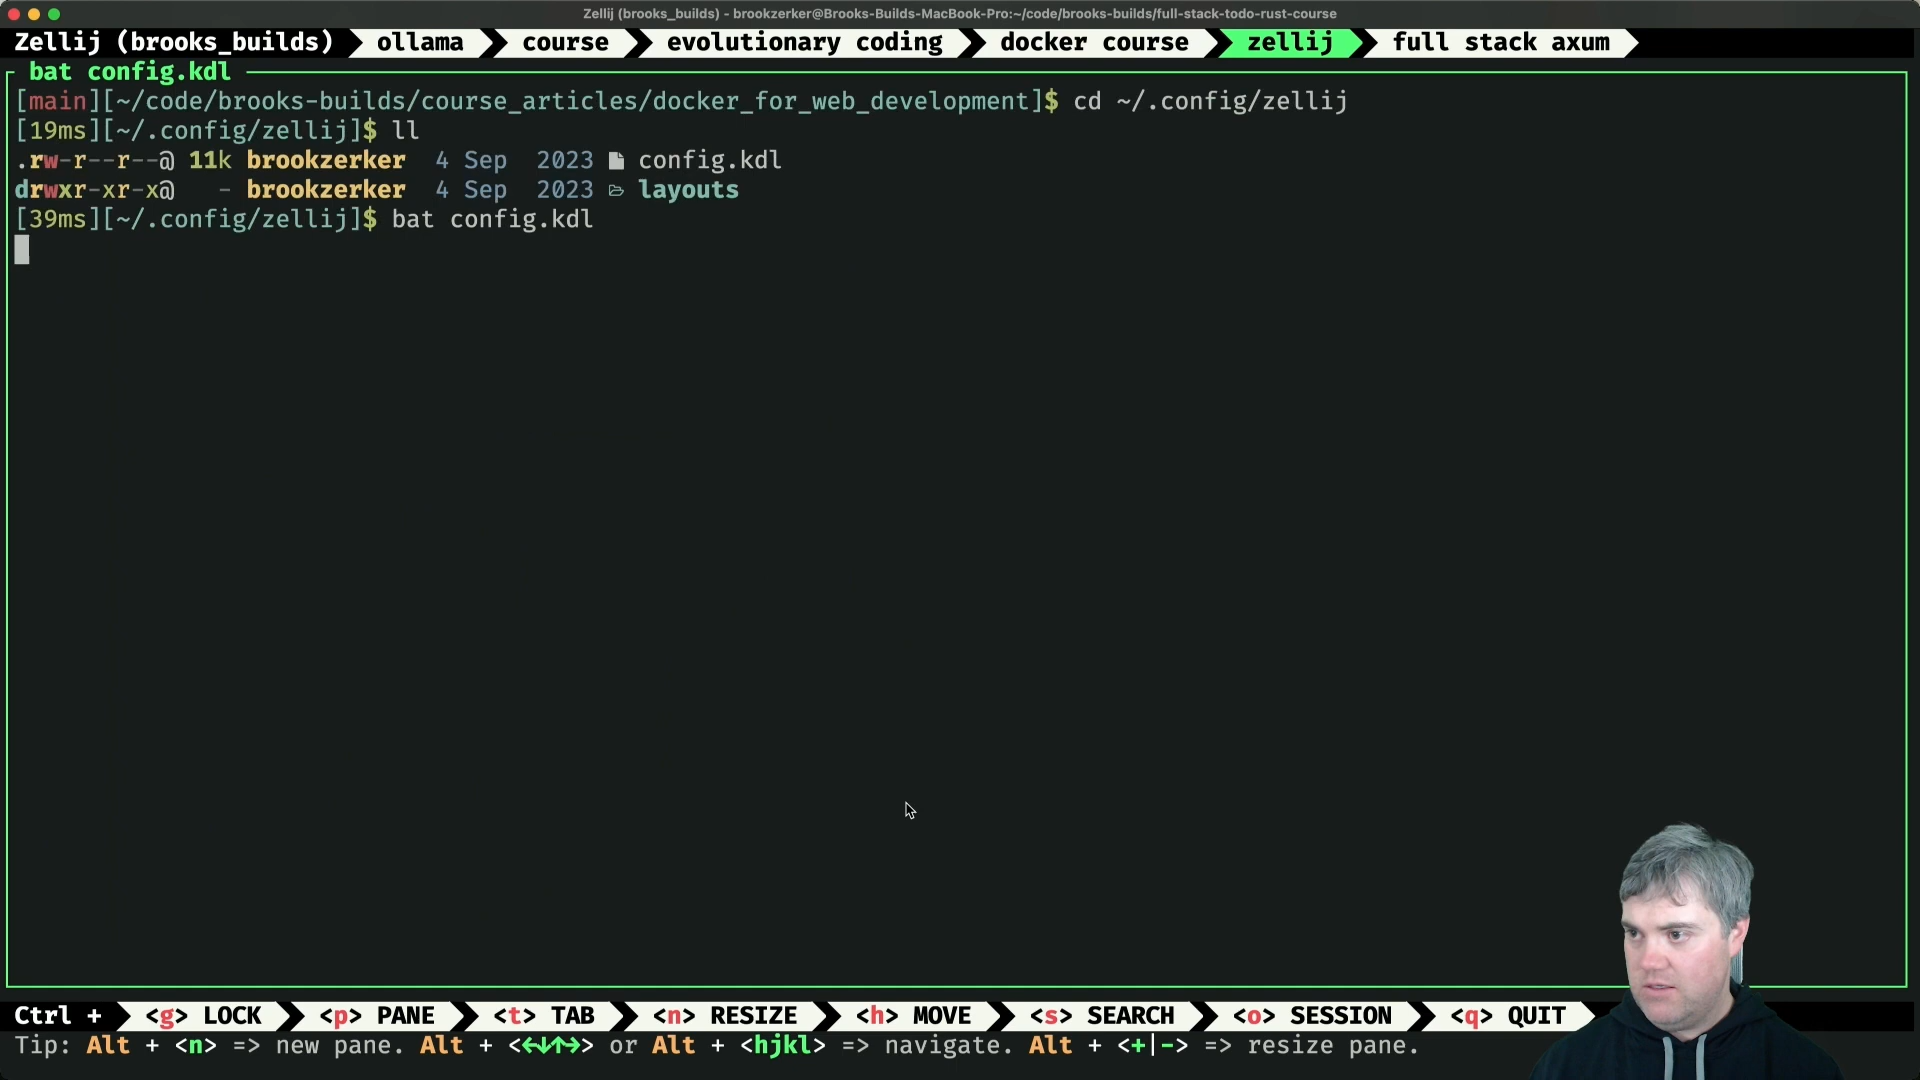 Zellij (brooks_builds) - brookzerker@Brooks-Builds-MacBook-Pro:~/code/brooks-builds/full-stack-todo-rust-course
Zellij (brooks_builds) ollama course evolutionary coding docker course zellij full stack axum
bat config.kdl
[main][~/code/brooks-builds/course_articles/docker_for_web_development]$ cd ~/.config/zellij
[19ms][~/.config/zellij]$ ll
.rw-r--r--@ 11k brookzerker 4 Sep 2023 config.kdl
drwxr-xr-x@ - brookzerker 4 Sep 2023 layouts
[39ms][~/.config/zellij]$ bat config.kdl
Ctrl + <g> LOCK <p> PANE <t> TAB <n> RESIZE <h> MOVE <s> SEARCH <o> SESSION <q> QUIT
Tip: Alt + <n> => new pane. Alt + <←↓↑→> or Alt + <hjkl> => navigate. Alt + <+|-> => resize pane.